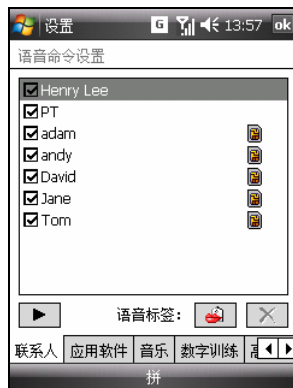 设置 G 13:57 ok
语音命令设置
Henry Lee
PT
adam
andy
David
Jane
Tom
语音标签:
联系人 应用软件 音乐 数字训练
拼